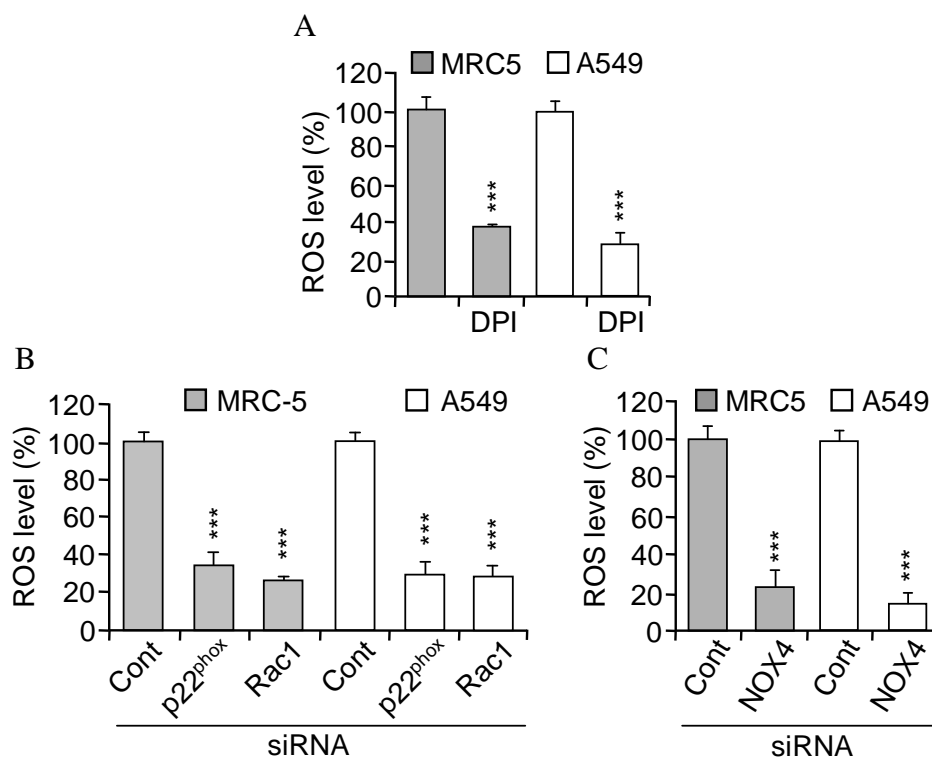 A
MRC5 A549
ROS level (%)
120
100
80
60
40
20
0
***
***
DPI DPI
B
MRC-5 A549
ROS level (%)
120
100
80
60
40
20
0
***
***
***
***
Cont p22phox Rac1 Cont p22phox Rac1
siRNA
C
MRC5 A549
ROS level (%)
120
100
80
60
40
20
0
***
***
Cont NOX4 Cont NOX4
siRNA